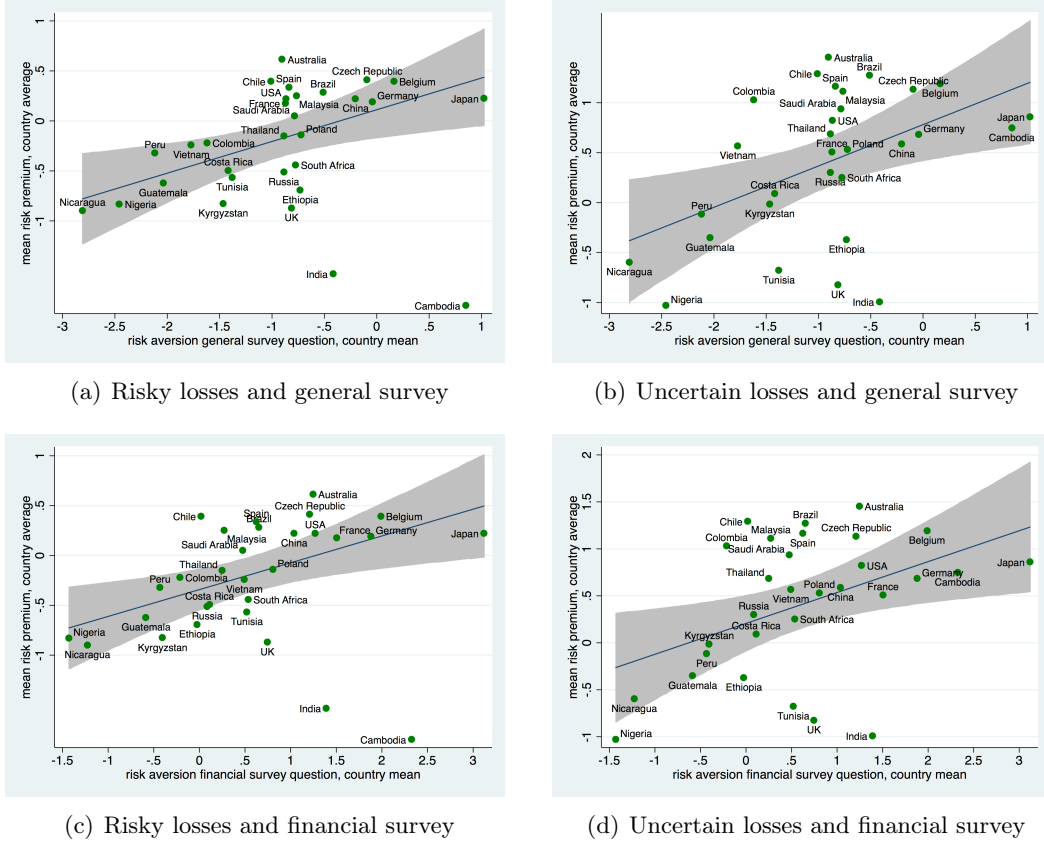 mean risk premium, country average
1
.5
0
-.5
-1
Australia
Czech Republic
Chile
Spain
Brazil
Belgium
USA
Germany
Japan
France
Malaysia
China
Saudi Arabia
Thailand
Poland
Peru
Colombia
Vietnam
Costa Rica
South Africa
Tunisia
Russia
Guatemala
Ethiopia
Nicaragua
Nigeria
Kyrgyzstan
UK
India
Cambodia
-3 -2.5 -2 -1.5 -1 -.5 0 .5 1
risk aversion general survey question, country mean
(a) Risky losses and general survey
mean risk premium, country average
1
.5
0
-.5
-1
Australia
Brazil
Chile
Spain
Czech Republic
Colombia
Belgium
Malaysia
Saudi Arabia
Japan
USA
Thailand
Germany
Cambodia
France
Poland
Vietnam
China
Russia
South Africa
Costa Rica
Peru
Kyrgyzstan
Guatemala
Ethiopia
Nicaragua
Tunisia
UK
Nigeria
India
-3 -2.5 -2 -1.5 -1 -.5 0 .5 1
risk aversion general survey question, country mean
(b) Uncertain losses and general survey
mean risk premium, country average
1
.5
0
-.5
-1
Australia
Czech Republic
Chile
Spain
Brazil
USA
Belgium
Malaysia
France
Germany
Japan
China
Saudi Arabia
Thailand
Poland
Peru
Colombia
Vietnam
Costa Rica
South Africa
Russia
Tunisia
Guatemala
Nigeria
Ethiopia
Kyrgyzstan
Nicaragua
UK
India
Cambodia
-1.5 -1 -.5 0 .5 1 1.5 2 2.5 3
risk aversion financial survey question, country mean
(c) Risky losses and financial survey
mean risk premium, country average
2
1.5
1
.5
0
-.5
-1
Australia
Brazil
Chile
Malaysia
Czech Republic
Colombia
Spain
Belgium
Saudi Arabia
USA
Japan
Thailand
Germany
Cambodia
Poland
France
Vietnam
China
Russia
South Africa
Costa Rica
Kyrgyzstan
Peru
Guatemala
Ethiopia
Nicaragua
Tunisia
UK
Nigeria
India
-1.5 -1 -.5 0 .5 1 1.5 2 2.5 3
risk aversion financial survey question, country mean
(d) Uncertain losses and financial survey